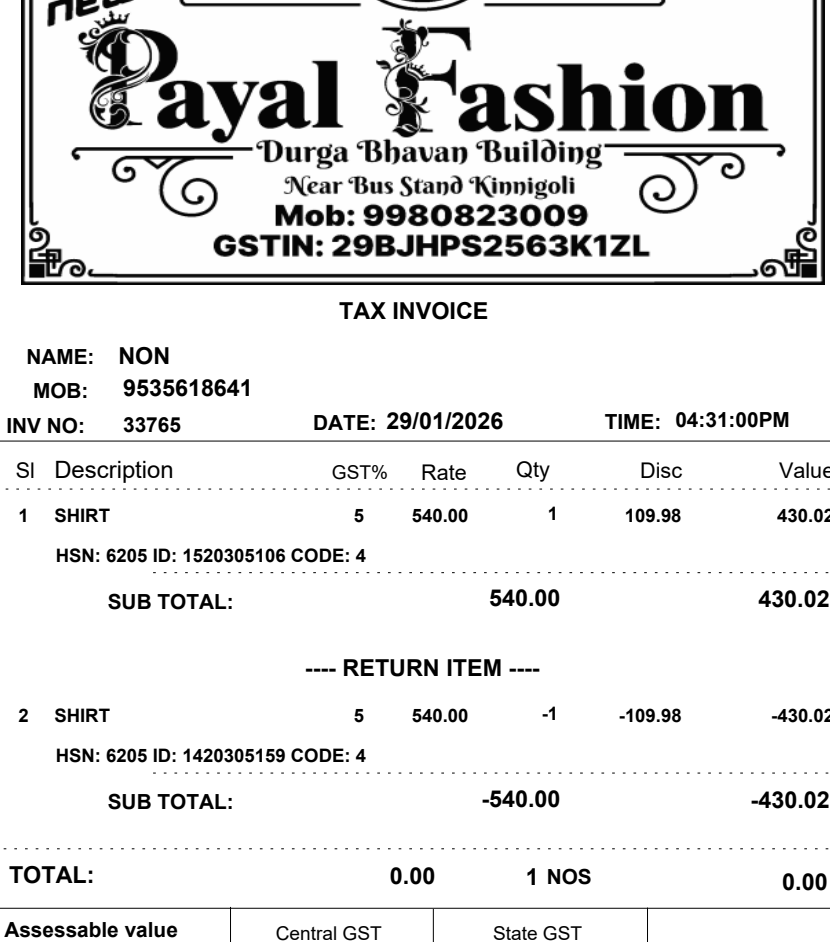 new
Payal Fashion
Durga Bhavan Building
Near Bus Stand Kinnigoli
Mob: 9980823009
GSTIN: 29BJHPS2563K1ZL
TAX INVOICE
NAME: NON
MOB: 9535618641
INV NO: 33765 DATE: 29/01/2026 TIME: 04:31:00PM
Sl Description GST% Rate Qty Disc Value
1 SHIRT 5 540.00 1 109.98 430.02
HSN: 6205 ID: 1520305106 CODE: 4
SUB TOTAL: 540.00 430.02
---- RETURN ITEM ----
2 SHIRT 5 540.00 -1 -109.98 -430.02
HSN: 6205 ID: 1420305159 CODE: 4
SUB TOTAL: -540.00 -430.02
TOTAL: 0.00 1 NOS 0.00
Assessable value Central GST State GST